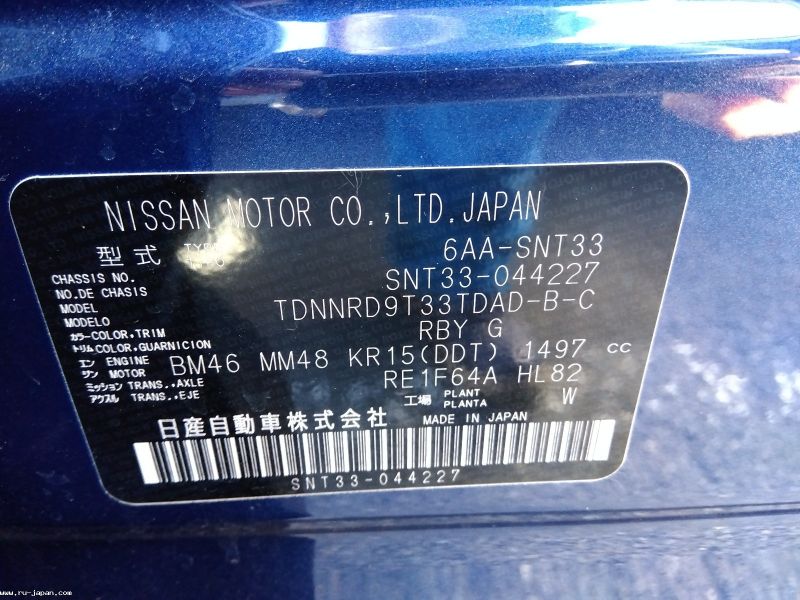 NISSAN MOTOR CO.,LTD.JAPAN
型式 TYPE 6AA-SNT33
CHASSIS NO. SNT33-044227
NO.DE CHASIS
MODEL TDNNRD9T33TDAD-B-C
MODELO
カラー COLOR,TRIM RBY G
トリム COLOR,GUARNICION
エン ENGINE BM46 MM48 KR15(DDT) 1497 cc
ジン MOTOR
ミッション TRANS.,AXLE RE1F64A HL82
アクスル TRANS.,EJE
工場 PLANT W
PLANTA
日産自動車株式会社 MADE IN JAPAN
SNT33-044227
www.ru-japan.com